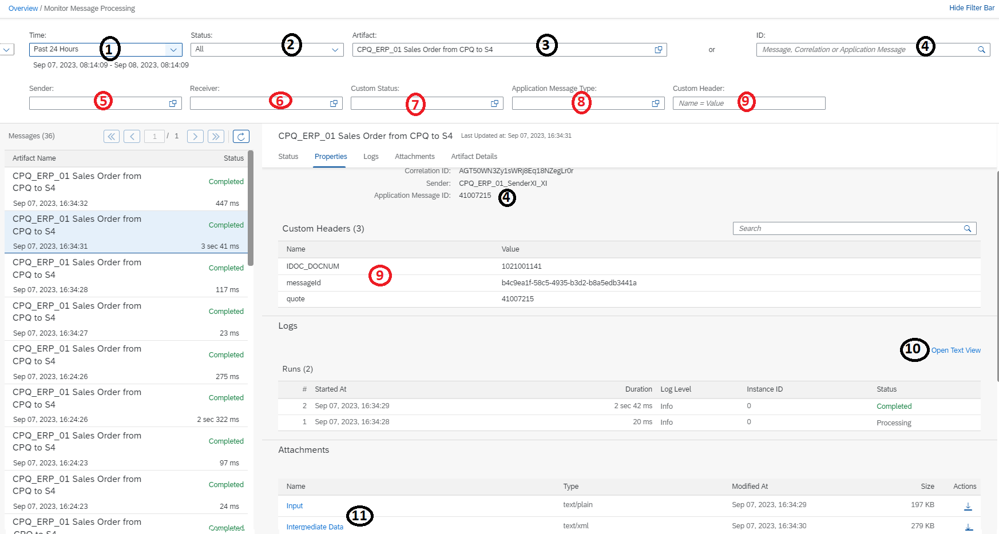 Overview / Monitor Message Processing
Hide Filter Bar
Time:
Status:
Artifact:
ID:
Past 24 Hours
1
All
2
CPQ_ERP_01 Sales Order from CPQ to S4
3
or
Message, Correlation or Application Message
4
Sep 07, 2023, 08:14:09 - Sep 08, 2023, 08:14:09
Sender:
Receiver:
Custom Status:
Application Message Type:
Custom Header:
5
6
7
8
Name = Value
9
Messages (36)
1 / 1
Artifact Name Status
CPQ_ERP_01 Sales Order from
CPQ to S4
Completed
Sep 07, 2023, 16:34:32 447 ms
CPQ_ERP_01 Sales Order from
CPQ to S4
Completed
Sep 07, 2023, 16:34:31 3 sec 41 ms
CPQ_ERP_01 Sales Order from
CPQ to S4
Completed
Sep 07, 2023, 16:34:28 117 ms
CPQ_ERP_01 Sales Order from
CPQ to S4
Completed
Sep 07, 2023, 16:34:27 23 ms
CPQ_ERP_01 Sales Order from
CPQ to S4
Completed
Sep 07, 2023, 16:24:26 275 ms
CPQ_ERP_01 Sales Order from
CPQ to S4
Completed
Sep 07, 2023, 16:24:26 2 sec 322 ms
CPQ_ERP_01 Sales Order from
CPQ to S4
Completed
Sep 07, 2023, 16:24:23 97 ms
CPQ_ERP_01 Sales Order from
CPQ to S4
Completed
Sep 07, 2023, 16:24:23 24 ms
CPQ_ERP_01 Sales Order from
CPQ to S4
Completed
CPQ_ERP_01 Sales Order from CPQ to S4 Last Updated at: Sep 07, 2023, 16:34:31
Status Properties Logs Attachments Artifact Details
Correlation ID: AGT50WN3Zy1sWRj8Eq18NZegLr0r
Sender: CPQ_ERP_01_SenderXI_XI
Application Message ID: 41007215
4
Custom Headers (3)
Search
Name Value
IDOC_DOCNUM 1021001141
9
messageId b4c9ea1f-58c5-4935-b3d2-b8a5edb3441a
quote 41007215
Logs
10
Open Text View
Runs (2)
# Started At Duration Log Level Instance ID Status
2 Sep 07, 2023, 16:34:29 2 sec 42 ms Info 0 Completed
1 Sep 07, 2023, 16:34:28 20 ms Info 0 Processing
Attachments
Name Type Modified At Size Actions
Input text/plain Sep 07, 2023, 16:34:29 197 KB
11
Intermediate Data text/xml Sep 07, 2023, 16:34:30 279 KB